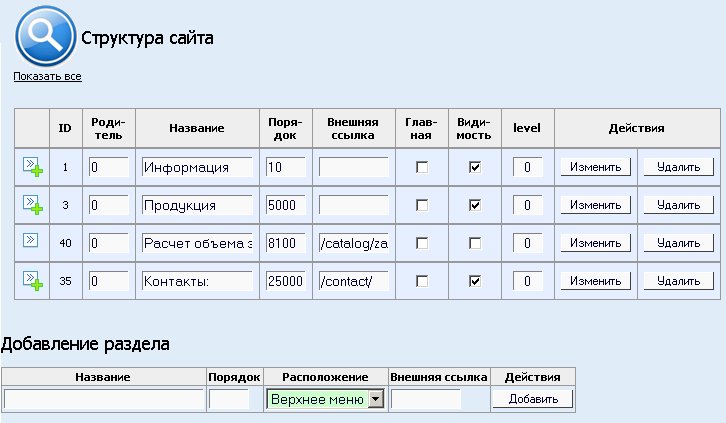 Структура сайта
Показать все
ID Роди-тель Название Поря-док Внешняя ссылка Глав-ная Види-мость level Действия
1 0 Информация 10 0 Изменить Удалить
3 0 Продукция 5000 0 Изменить Удалить
40 0 Расчет объема з 8100 /catalog/za 0 Изменить Удалить
35 0 Контакты: 25000 /contact/ 0 Изменить Удалить
Добавление раздела
Название Порядок Расположение Внешняя ссылка Действия
Верхнее меню Добавить